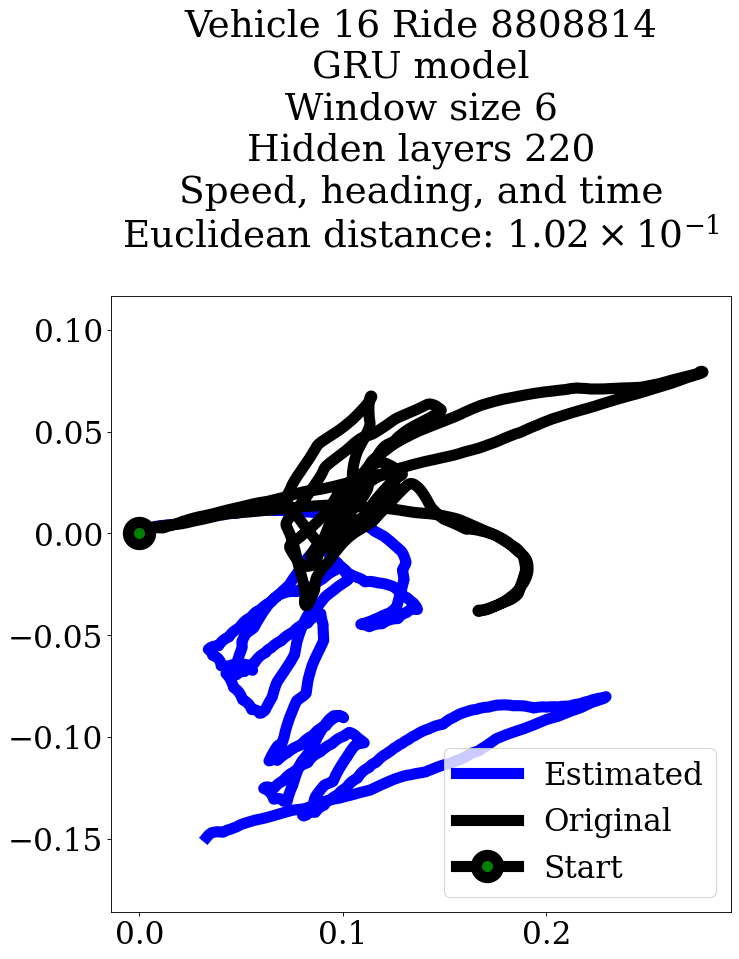 Vehicle 16 Ride 8808814
GRU model
Window size 6
Hidden layers 220
Speed, heading, and time
Euclidean distance: 1.02 × 10⁻¹
0.10
0.05
0.00
−0.05
−0.10
−0.15
0.0
0.1
0.2
Estimated
Original
Start